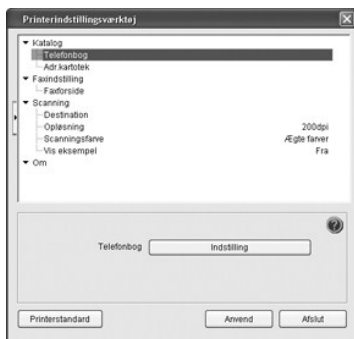 Printerindstillingsværktøj
Katalog
Telefonbog
Adr.kartotek
Faxindstilling
Faxforside
Scanning
Destination
Opløsning 200dpi
Scanningsfarve Ægte farver
Vis eksempel Fra
Om
Telefonbog Indstilling
Printerstandard Anvend Afslut